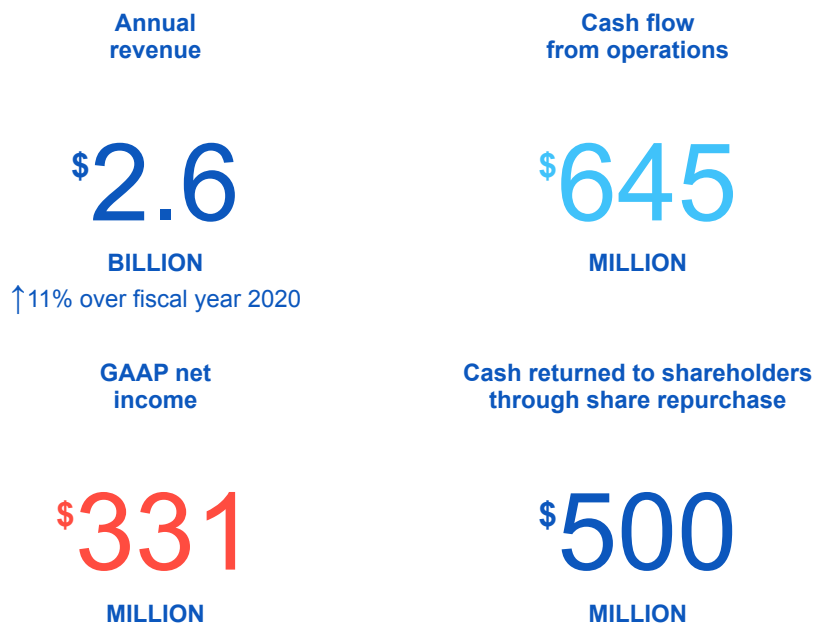 Annual
revenue
$2.6
BILLION
↑11% over fiscal year 2020
Cash flow
from operations
$645
MILLION
GAAP net
income
$331
MILLION
Cash returned to shareholders
through share repurchase
$500
MILLION